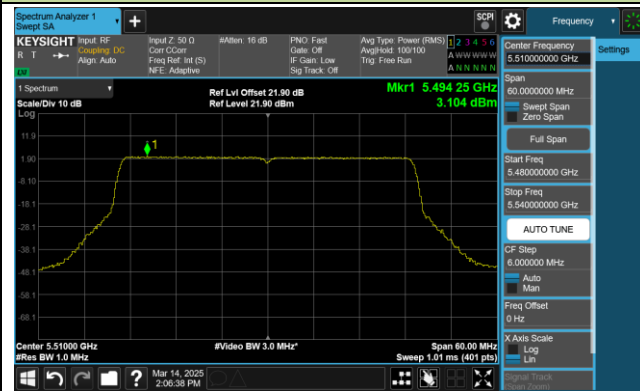 Spectrum Analyzer 1
Swept SA
SCPI
Frequency
KEYSIGHT
R T
Input: RF
Coupling: DC
Align: Auto
Input Z: 50 Ω
Corr CCorr
Freq Ref: Int (S)
NFE: Adaptive
#Atten: 16 dB
PNO: Fast
Gate: Off
IF Gain: Low
Sig Track: Off
Avg Type: Power (RMS)
Avg|Hold: 100/100
Trig: Free Run
1 2 3 4 5 6
A W W W W W
A N N N N N
1 Spectrum
Scale/Div 10 dB
Ref Lvl Offset 21.90 dB
Ref Level 21.90 dBm
Mkr1 5.494 25 GHz
3.104 dBm
Log
11.9
1.90
-8.10
-18.1
-28.1
-38.1
-48.1
-58.1
-68.1
1
Center 5.51000 GHz
#Res BW 1.0 MHz
#Video BW 3.0 MHz*
Span 60.00 MHz
Sweep 1.01 ms (401 pts)
Mar 14, 2025
2:06:38 PM
Center Frequency
5.510000000 GHz
Settings
Span
60.0000000 MHz
Swept Span
Zero Span
Full Span
Start Freq
5.480000000 GHz
Stop Freq
5.540000000 GHz
AUTO TUNE
CF Step
6.000000 MHz
Auto
Man
Freq Offset
0 Hz
X Axis Scale
Log
Lin
Signal Track
(Span Zoom)